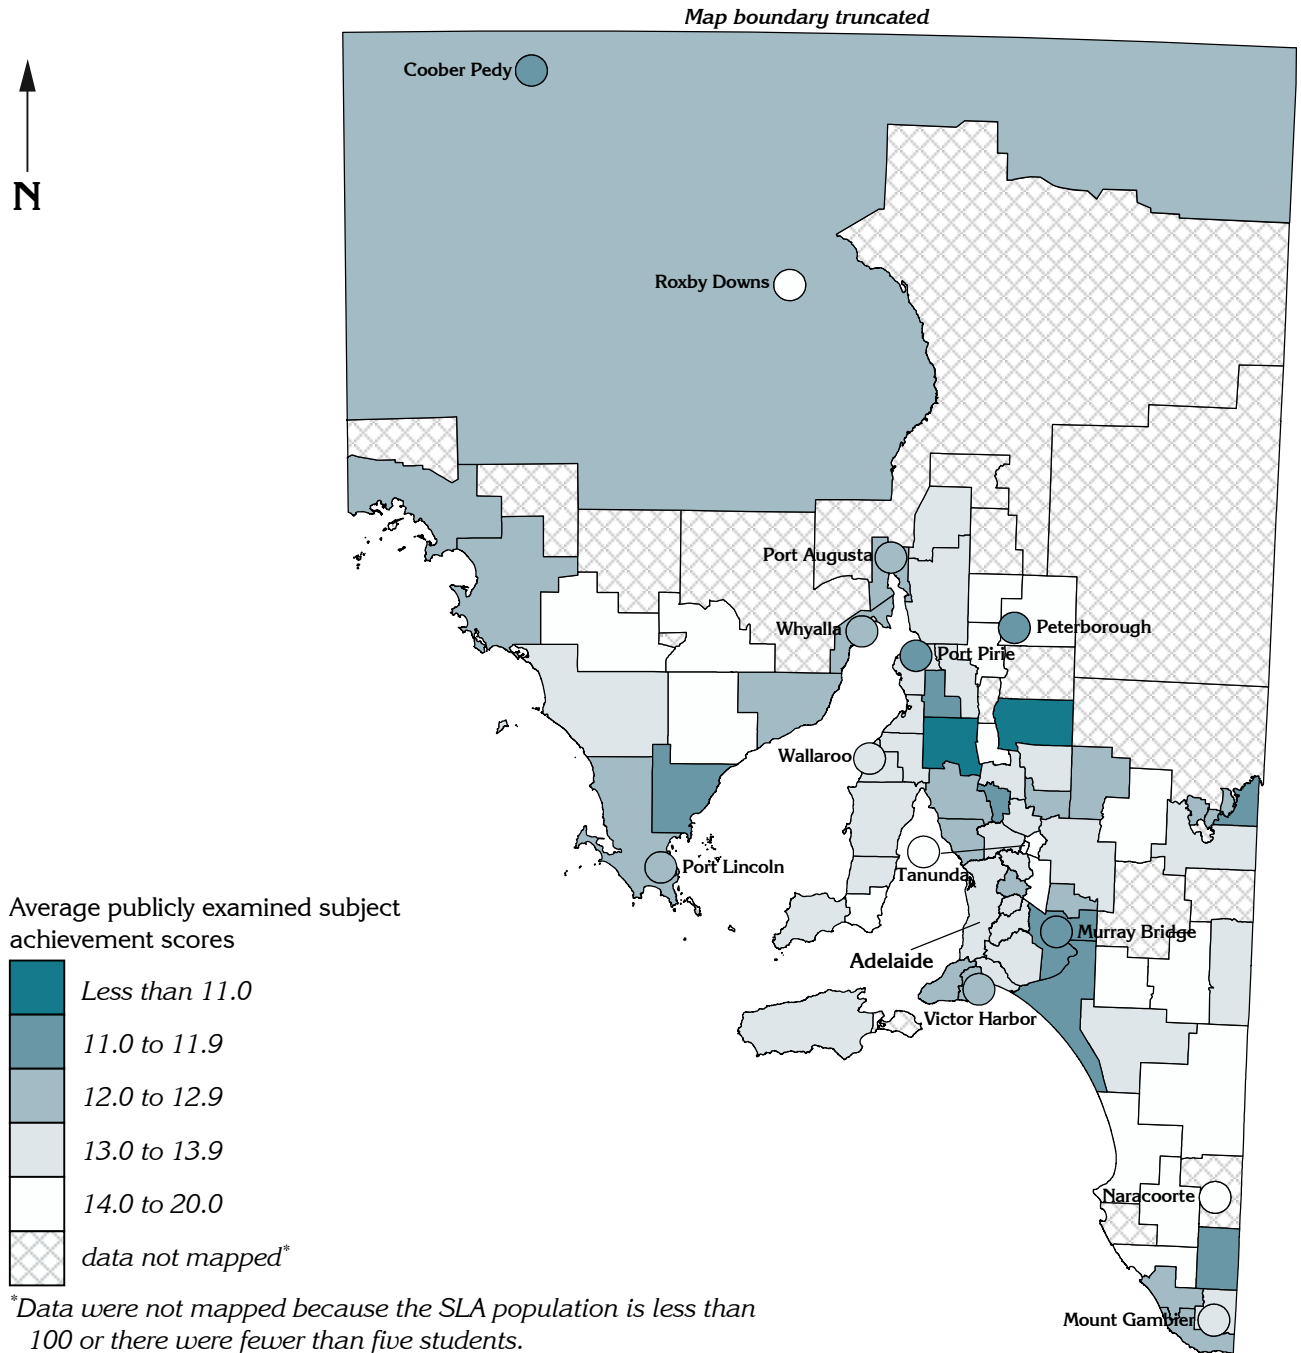 Map boundary truncated
Coober Pedy
N
Roxby Downs
Port Augusta
Whyalla
Peterborough
Port Pirie
Wallaroo
Port Lincoln
Tanunda
Murray Bridge
Adelaide
Victor Harbor
Naracoorte
Mount Gambier
Average publicly examined subject
achievement scores
Less than 11.0
11.0 to 11.9
12.0 to 12.9
13.0 to 13.9
14.0 to 20.0
data not mapped*
*Data were not mapped because the SLA population is less than
100 or there were fewer than five students.